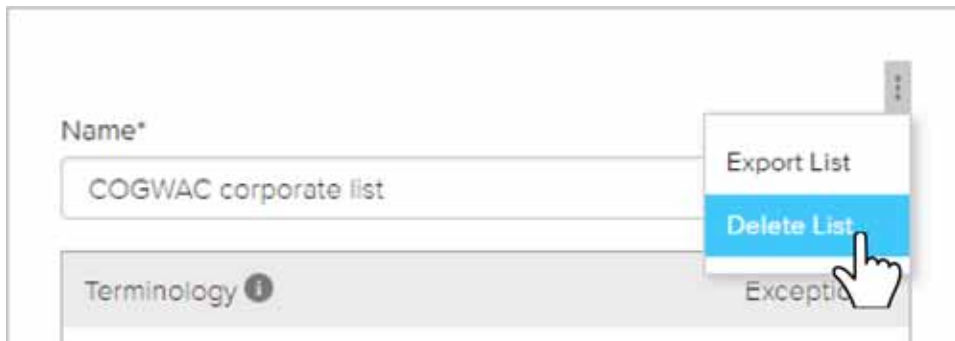 Name*
COGWAC corporate list
Export List
Delete List
Terminology